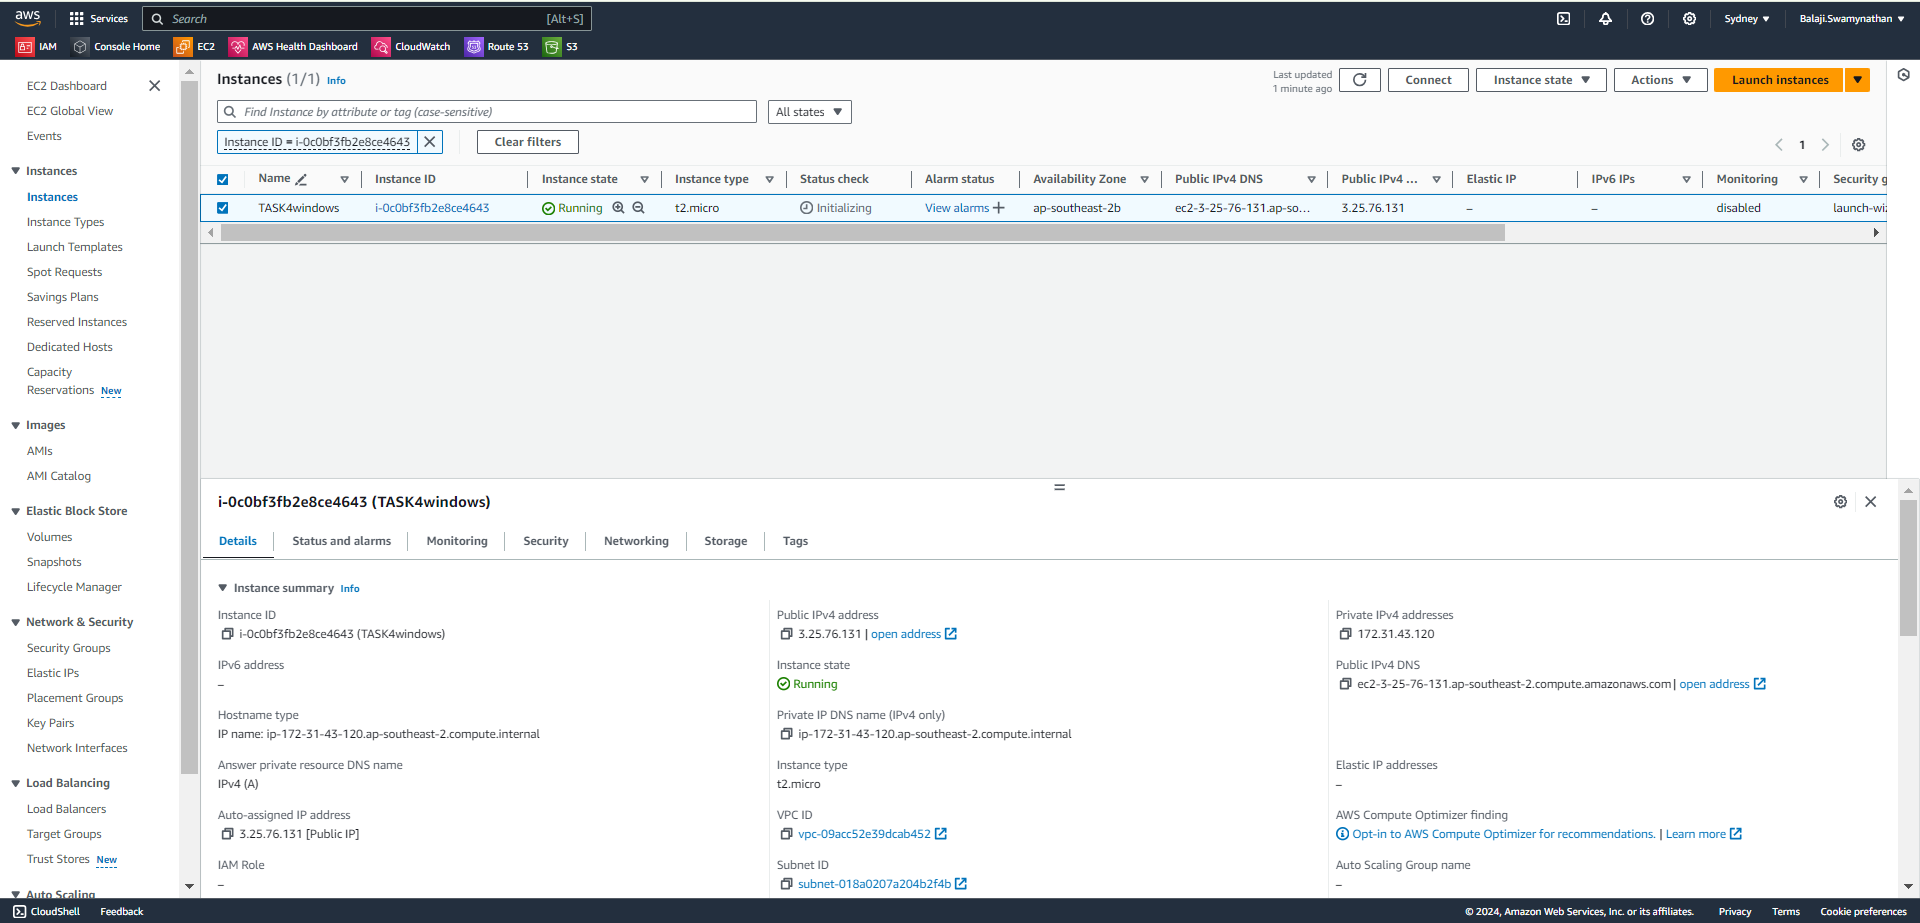 aws Services Search [Alt+S] Sydney Balaji.Swamynathan
IAM Console Home EC2 AWS Health Dashboard CloudWatch Route 53 S3
EC2 Dashboard
EC2 Global View
Events
Instances
Instances
Instance Types
Launch Templates
Spot Requests
Savings Plans
Reserved Instances
Dedicated Hosts
Capacity
Reservations New
Images
AMIs
AMI Catalog
Elastic Block Store
Volumes
Snapshots
Lifecycle Manager
Network & Security
Security Groups
Elastic IPs
Placement Groups
Key Pairs
Network Interfaces
Load Balancing
Load Balancers
Target Groups
Trust Stores New
Auto Scaling
Instances (1/1) Info
Last updated
1 minute ago
Connect Instance state Actions Launch instances
Find Instance by attribute or tag (case-sensitive) All states
Instance ID = i-0c0bf3fb2e8ce4643 Clear filters
1
Name Instance ID Instance state Instance type Status check Alarm status Availability Zone Public IPv4 DNS Public IPv4 ... Elastic IP IPv6 IPs Monitoring Security g
TASK4windows i-0c0bf3fb2e8ce4643 Running t2.micro Initializing View alarms + ap-southeast-2b ec2-3-25-76-131.ap-so... 3.25.76.131 – – disabled launch-wiz
i-0c0bf3fb2e8ce4643 (TASK4windows)
Details Status and alarms Monitoring Security Networking Storage Tags
Instance summary Info
Instance ID
i-0c0bf3fb2e8ce4643 (TASK4windows)
Public IPv4 address
3.25.76.131 | open address
Private IPv4 addresses
172.31.43.120
IPv6 address
–
Instance state
Running
Public IPv4 DNS
ec2-3-25-76-131.ap-southeast-2.compute.amazonaws.com | open address
Hostname type
IP name: ip-172-31-43-120.ap-southeast-2.compute.internal
Private IP DNS name (IPv4 only)
ip-172-31-43-120.ap-southeast-2.compute.internal
Answer private resource DNS name
IPv4 (A)
Instance type
t2.micro
Elastic IP addresses
–
Auto-assigned IP address
3.25.76.131 [Public IP]
VPC ID
vpc-09acc52e39dcab452
AWS Compute Optimizer finding
Opt-in to AWS Compute Optimizer for recommendations. | Learn more
IAM Role
–
Subnet ID
subnet-018a0207a204b2f4b
Auto Scaling Group name
–
CloudShell Feedback © 2024, Amazon Web Services, Inc. or its affiliates. Privacy Terms Cookie preferences